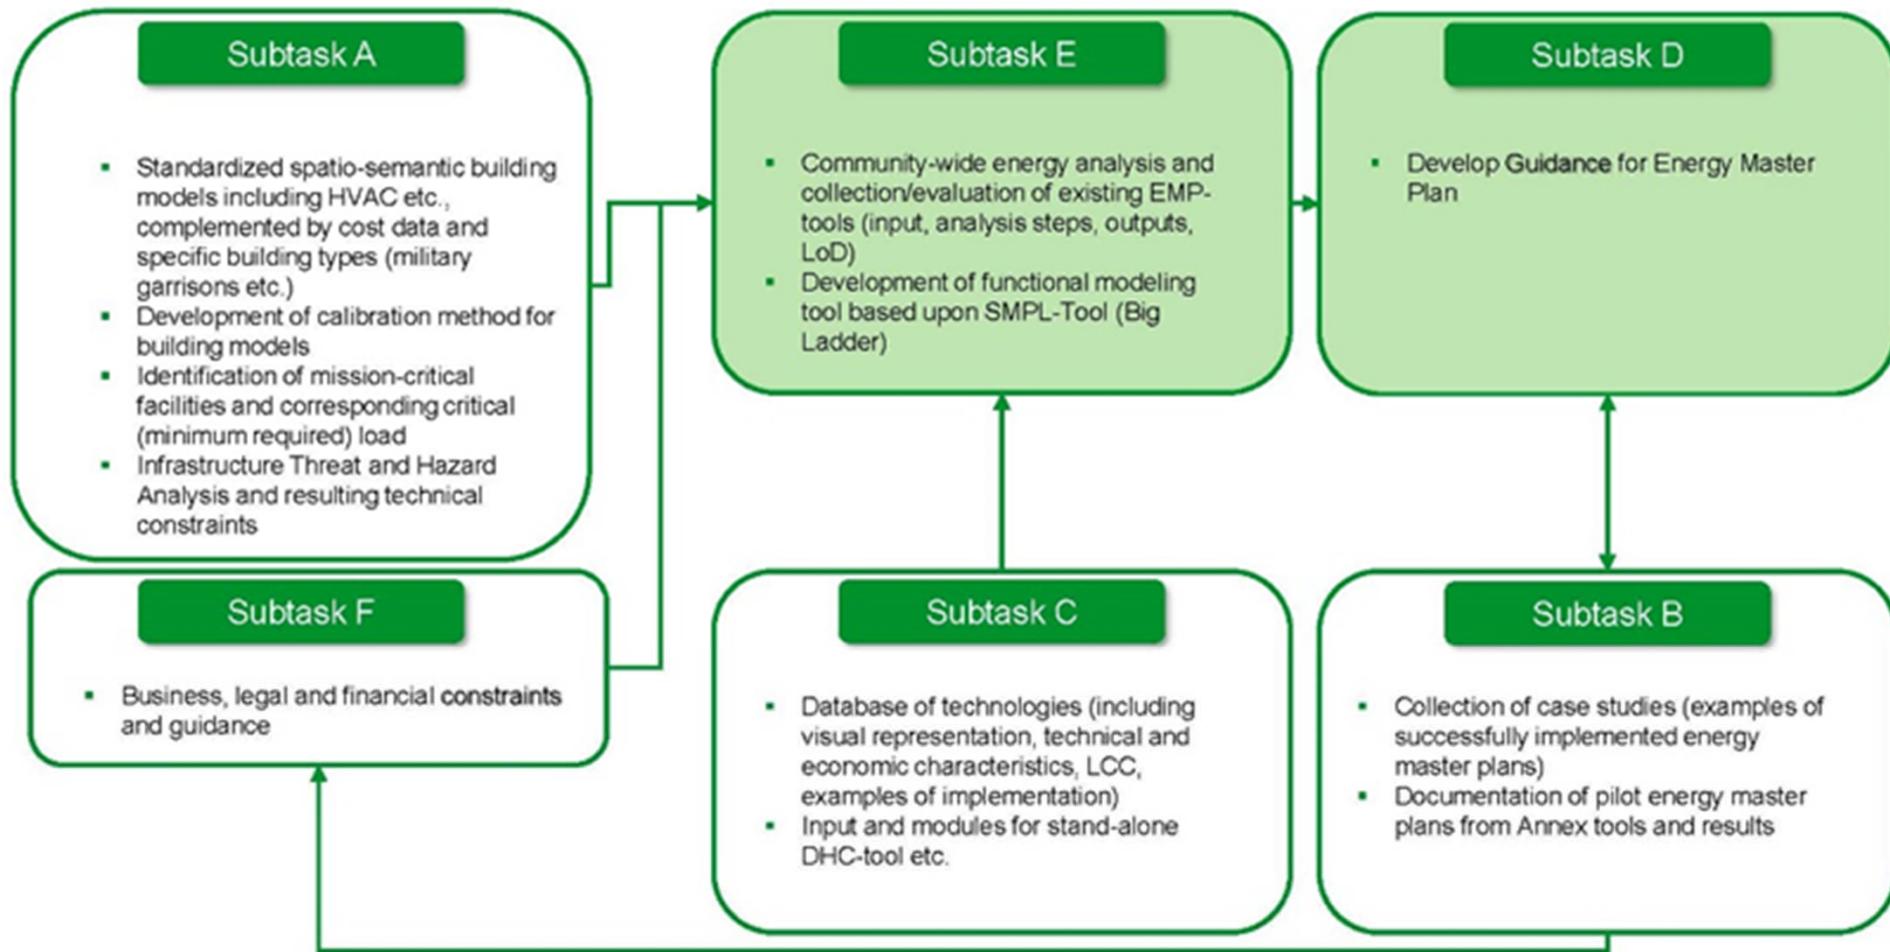 Subtask A
▪ Standardized spatio-semantic building
models including HVAC etc.,
complemented by cost data and
specific building types (military
garrisons etc.)
▪ Development of calibration method for
building models
▪ Identification of mission-critical
facilities and corresponding critical
(minimum required) load
▪ Infrastructure Threat and Hazard
Analysis and resulting technical
constraints
Subtask E
▪ Community-wide energy analysis and
collection/evaluation of existing EMP-
tools (input, analysis steps, outputs,
LoD)
▪ Development of functional modeling
tool based upon SMPL-Tool (Big
Ladder)
Subtask D
▪ Develop Guidance for Energy Master
Plan
Subtask F
▪ Business, legal and financial constraints
and guidance
Subtask C
▪ Database of technologies (including
visual representation, technical and
economic characteristics, LCC,
examples of implementation)
▪ Input and modules for stand-alone
DHC-tool etc.
Subtask B
▪ Collection of case studies (examples of
successfully implemented energy
master plans)
▪ Documentation of pilot energy master
plans from Annex tools and results